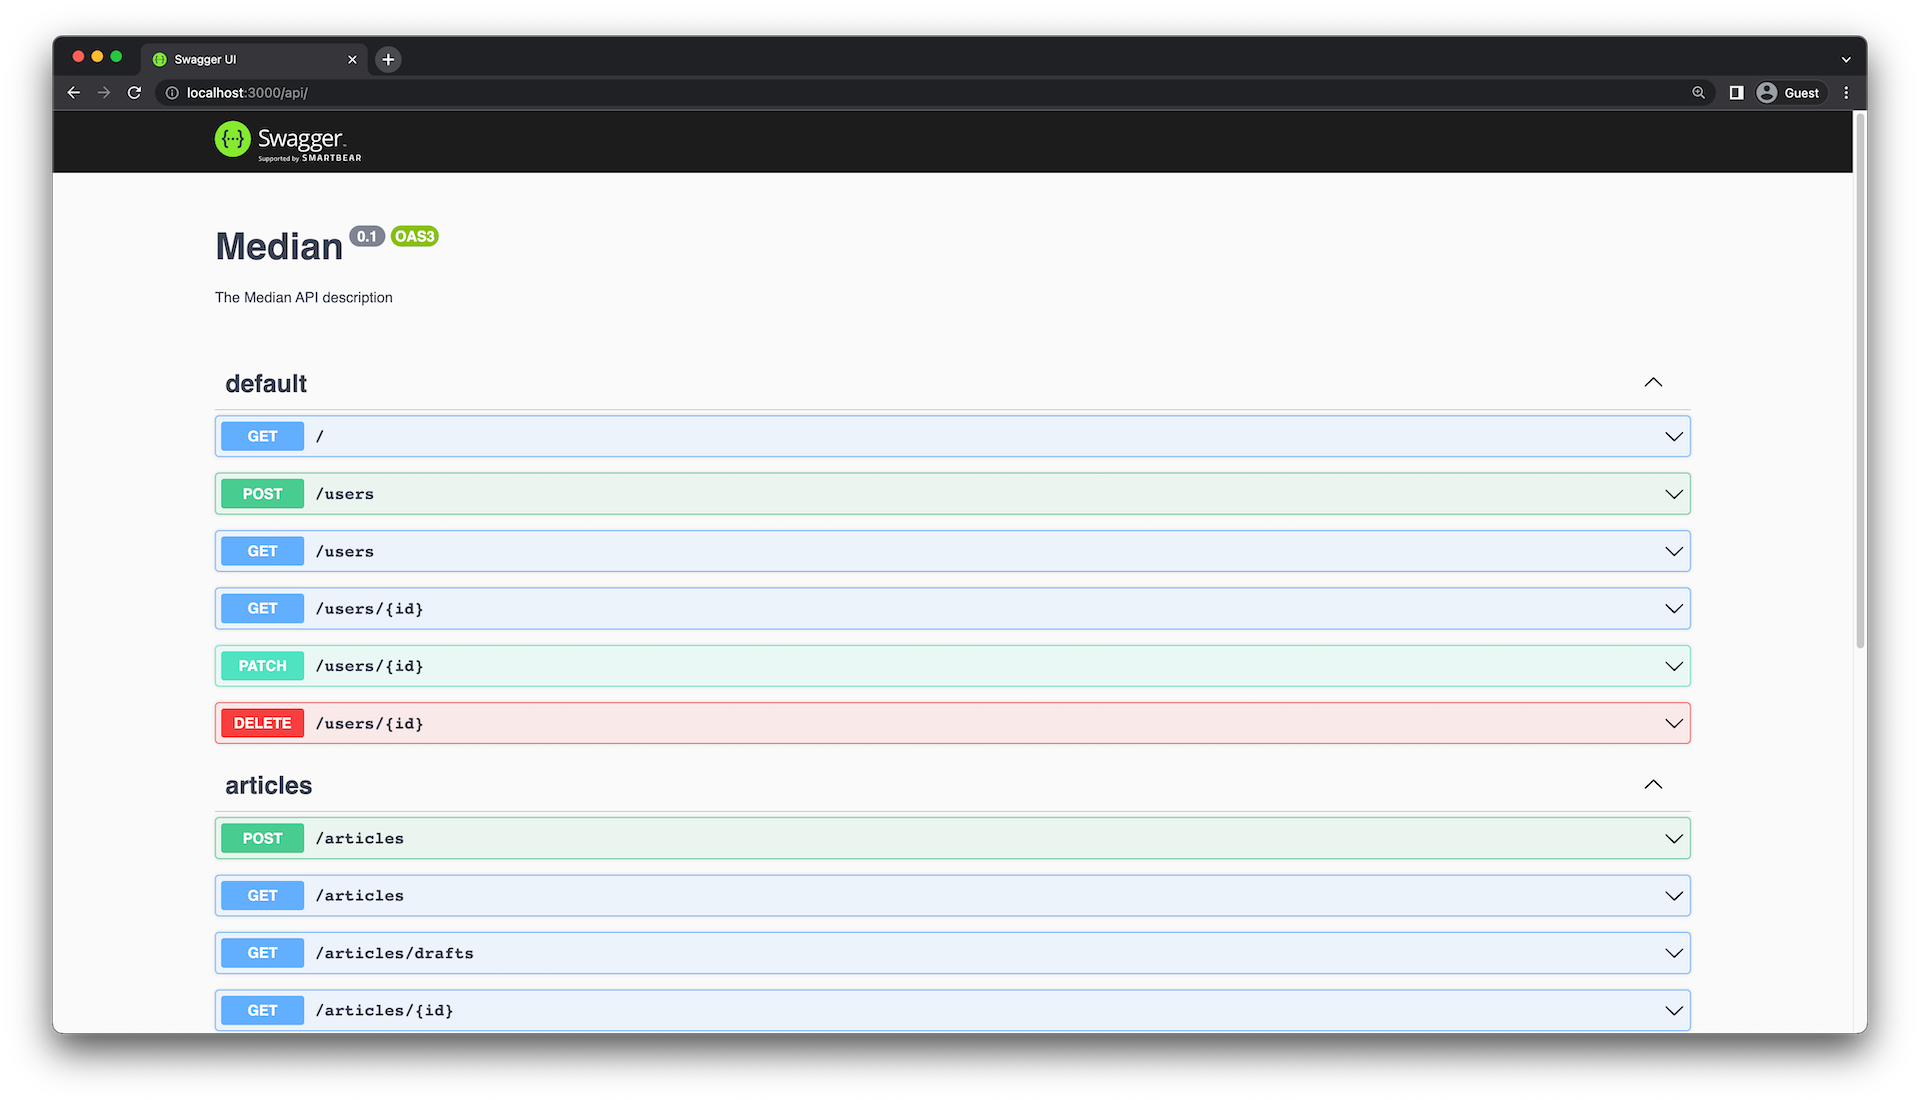 Swagger UI
localhost:3000/api/
Guest
{···} Swagger.
Supported by SMARTBEAR
Median 0.1 OAS3
The Median API description
default
GET /
POST /users
GET /users
GET /users/{id}
PATCH /users/{id}
DELETE /users/{id}
articles
POST /articles
GET /articles
GET /articles/drafts
GET /articles/{id}